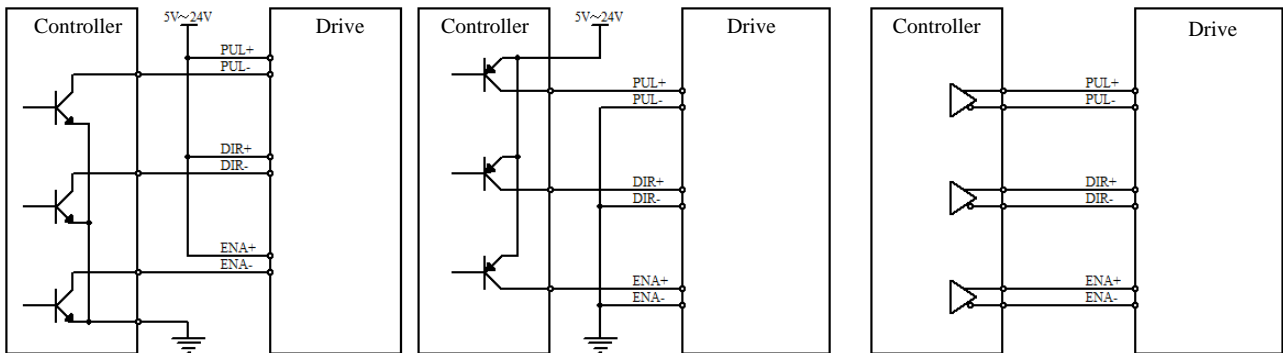 5V~24V
Controller
Drive
PUL+
PUL-
DIR+
DIR-
ENA+
ENA-
5V~24V
Controller
Drive
PUL+
PUL-
DIR+
DIR-
ENA+
ENA-
Controller
Drive
PUL+
PUL-
DIR+
DIR-
ENA+
ENA-